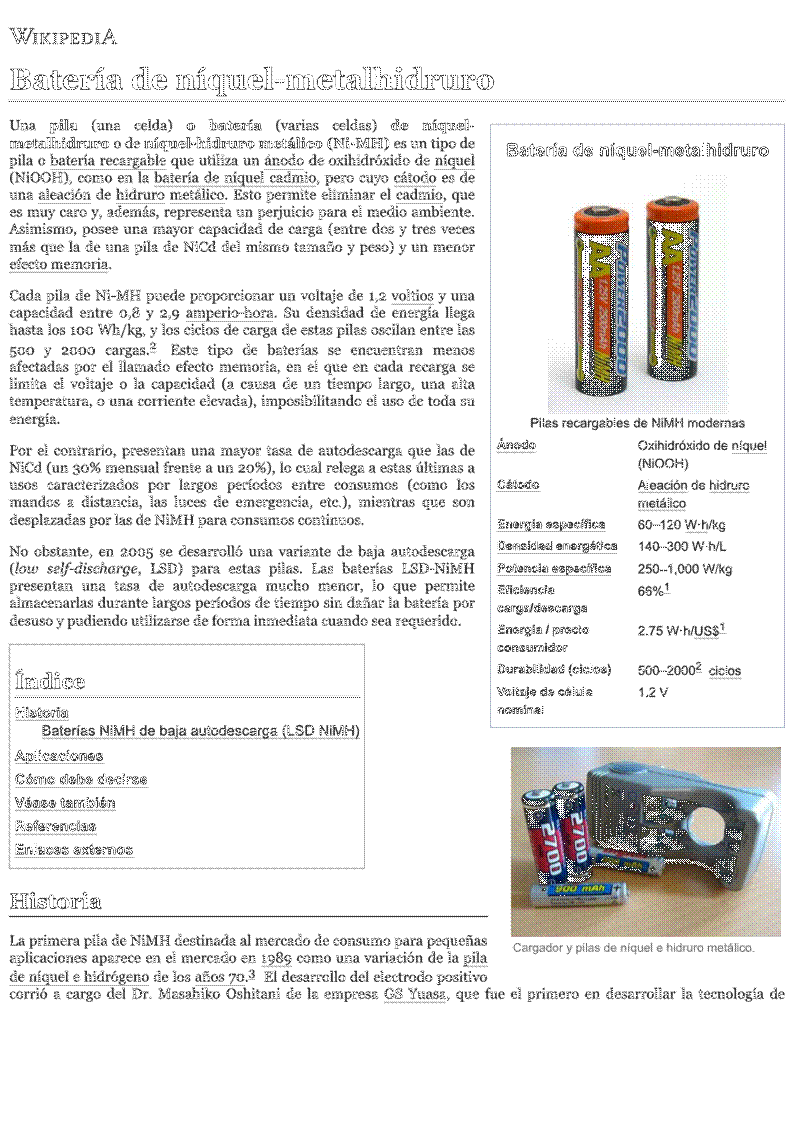 WIKIPEDIA
Batería de níquel-metalhidruro
Una pila (una celda) o batería (varias celdas) de níquel-
metalhidruro o de níquel-hidruro metálico (Ni-MH) es un tipo de
pila o batería recargable que utiliza un ánodo de oxihidróxido de níquel
(NiOOH), como en la batería de níquel cadmio, pero cuyo cátodo es de
una aleación de hidruro metálico. Esto permite eliminar el cadmio, que
es muy caro y, además, representa un perjuicio para el medio ambiente.
Asimismo, posee una mayor capacidad de carga (entre dos y tres veces
más que la de una pila de NiCd del mismo tamaño y peso) y un menor
efecto memoria.
Cada pila de Ni-MH puede proporcionar un voltaje de 1,2 voltios y una
capacidad entre 0,8 y 2,9 amperio-hora. Su densidad de energía llega
hasta los 100 Wh/kg, y los ciclos de carga de estas pilas oscilan entre las
500 y 2000 cargas.2 Este tipo de baterías se encuentran menos
afectadas por el llamado efecto memoria, en el que en cada recarga se
limita el voltaje o la capacidad (a causa de un tiempo largo, una alta
temperatura, o una corriente elevada), imposibilitando el uso de toda su
energía.
Por el contrario, presentan una mayor tasa de autodescarga que las de
NiCd (un 30% mensual frente a un 20%), lo cual relega a estas últimas a
usos caracterizados por largos períodos entre consumos (como los
mandos a distancia, las luces de emergencia, etc.), mientras que son
desplazadas por las de NiMH para consumos continuos.
No obstante, en 2005 se desarrolló una variante de baja autodescarga
(low self-discharge, LSD) para estas pilas. Las baterías LSD-NiMH
presentan una tasa de autodescarga mucho menor, lo que permite
almacenarlas durante largos períodos de tiempo sin dañar la batería por
desuso y pudiendo utilizarse de forma inmediata cuando sea requerido.
Batería de níquel-metalhidruro
AA
1.2V 2500mAh
Power2000
AA
1.2V 2500mAh
Power2000
Pilas recargables de NiMH modernas
Ánodo Oxihidróxido de níquel
(NiOOH)
Cátodo Aleación de hidruro
metálico
Energía específica 60–120 W·h/kg
Densidad energética 140–300 W·h/L
Potencia específica 250–1,000 W/kg
Eficiencia 66%1
carga/descarga
Energía / precio 2.75 W·h/US$1
consumidor
Durabilidad (ciclos) 500–20002 ciclos
Voltaje de célula 1.2 V
nominal
Índice
Historia
Baterías NiMH de baja autodescarga (LSD NiMH)
Aplicaciones
Cómo debe decirse
Véase también
Referencias
Enlaces externos
2700
2700
900 mAh
Cargador y pilas de níquel e hidruro metálico.
Historia
La primera pila de NiMH destinada al mercado de consumo para pequeñas
aplicaciones aparece en el mercado en 1989 como una variación de la pila
de níquel e hidrógeno de los años 70.3 El desarrollo del electrodo positivo
corrió a cargo del Dr. Masahiko Oshitani de la empresa GS Yuasa, que fue el primero en desarrollar la tecnología de